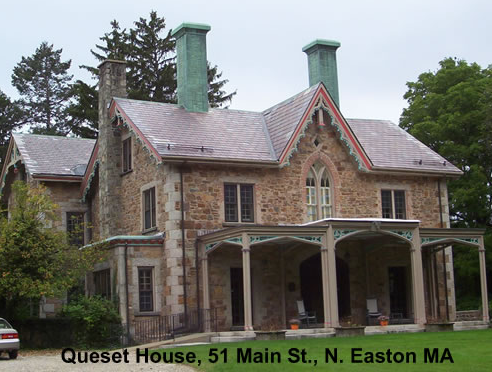 Queset House, 51 Main St., N. Easton MA